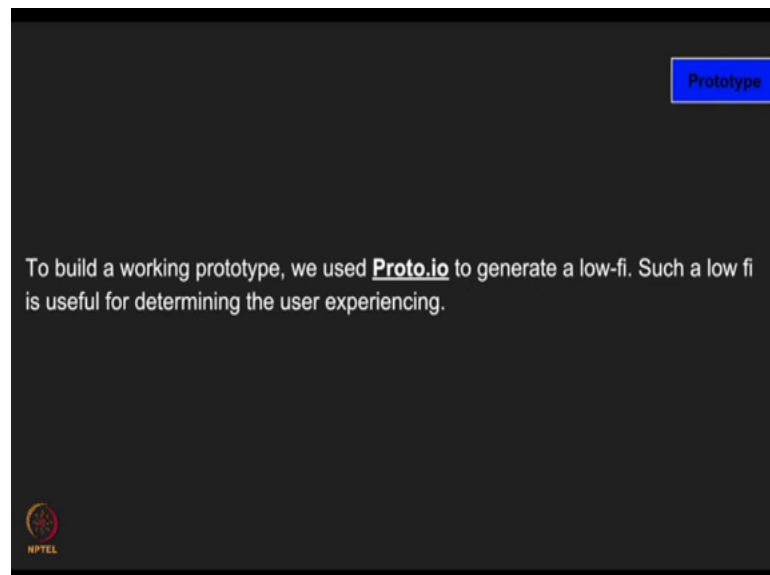 Prototype
To build a working prototype, we used Proto.io to generate a low-fi. Such a low fi
is useful for determining the user experiencing.
NPTEL